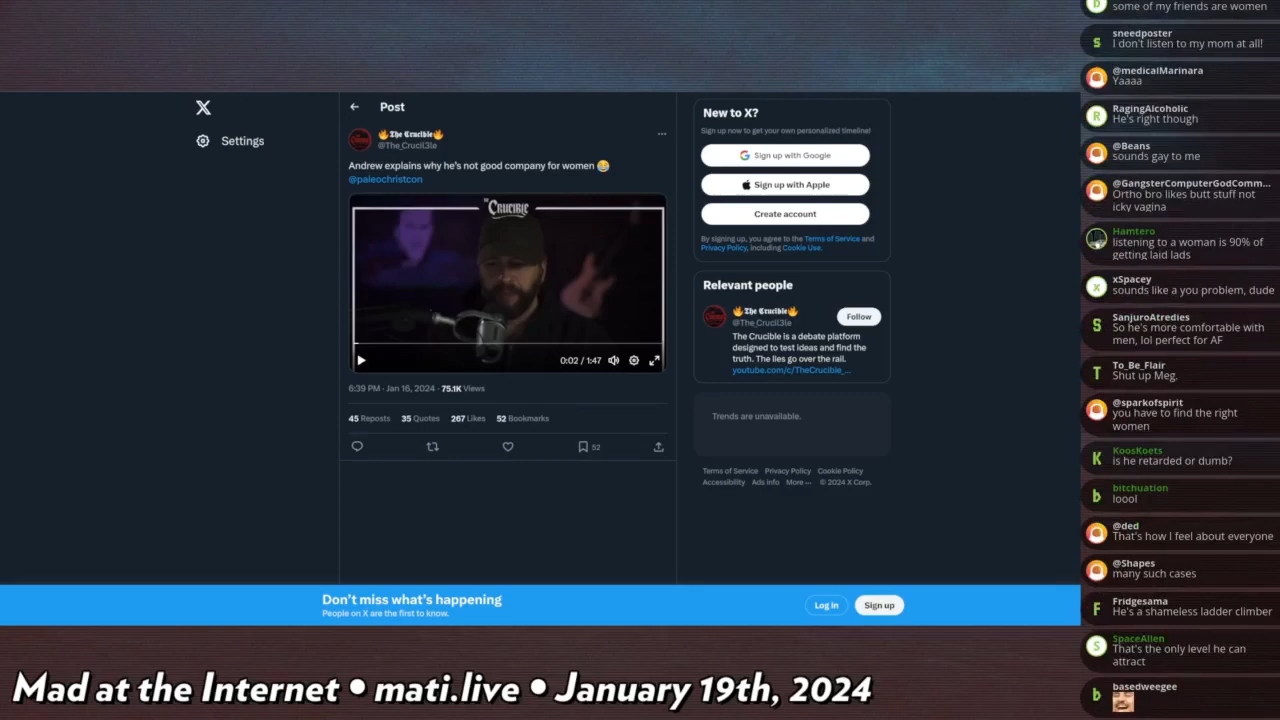 X
Settings
Post
🔥The Crucible🔥
@The_Crucil3le
Andrew explains why he's not good company for women 😂
@paleochristcon
THE CRUCIBLE
0:02 / 1:47
6:39 PM · Jan 16, 2024 · 75.1K Views
45 Reposts 35 Quotes 267 Likes 52 Bookmarks
52
New to X?
Sign up now to get your own personalized timeline!
Sign up with Google
Sign up with Apple
Create account
By signing up, you agree to the Terms of Service and
Privacy Policy, including Cookie Use.
Relevant people
🔥The Crucible🔥
@The_Crucil3le
Follow
The Crucible is a debate platform
designed to test ideas and find the
truth. The lies go over the rail.
youtube.com/c/TheCrucible_…
Trends are unavailable.
Terms of Service Privacy Policy Cookie Policy
Accessibility Ads info More ··· © 2024 X Corp.
Don't miss what's happening
People on X are the first to know.
Log in
Sign up
some of my friends are women
sneedposter
I don't listen to my mom at all!
@medicalMarinara
Yaaaa
RagingAlcoholic
He's right though
@Beans
sounds gay to me
@GangsterComputerGodComm...
Ortho bro likes butt stuff not
icky vagina
Hamtero
listening to a woman is 90% of
getting laid lads
xSpacey
sounds like a you problem, dude
SanjuroAtredies
So he's more comfortable with
men, lol perfect for AF
To_Be_Flair
Shut up Meg,
@sparkofspirit
you have to find the right
women
KoosKoets
is he retarded or dumb?
bitchuation
loool
@ded
That's how I feel about everyone
@Shapes
many such cases
Fridgesama
He's a shameless ladder climber
SpaceAllen
That's the only level he can
attract
basedweegee
Mad at the Internet • mati.live • January 19th, 2024